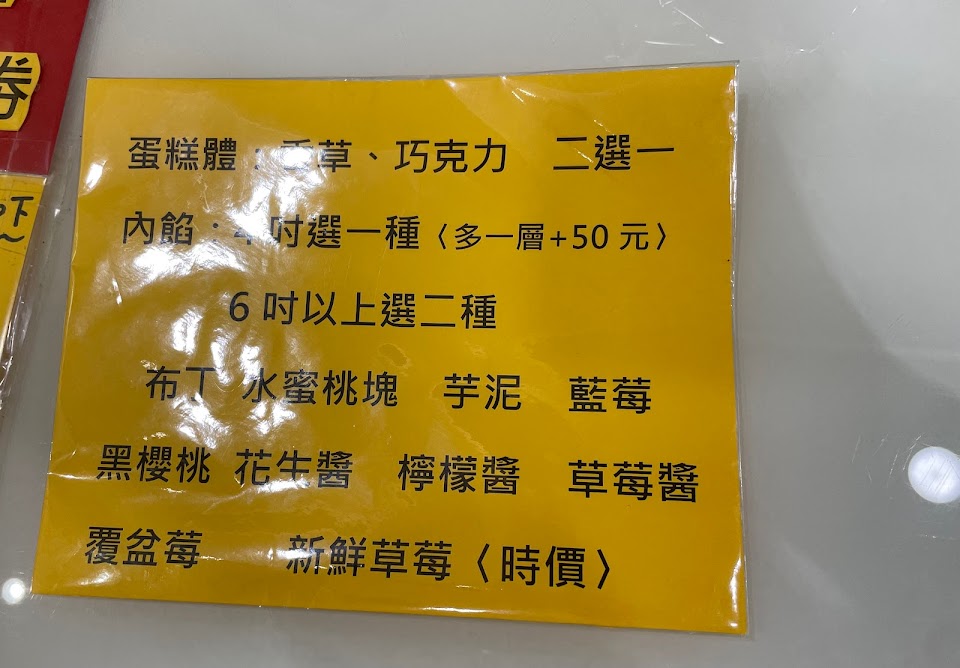 券
蛋糕體：香草、巧克力 二選一
內餡：4 吋選一種〈多一層+50 元〉
6 吋以上選二種
布丁 水蜜桃塊 芋泥 藍莓
黑櫻桃 花生醬 檸檬醬 草莓醬
覆盆莓 新鮮草莓〈時價〉